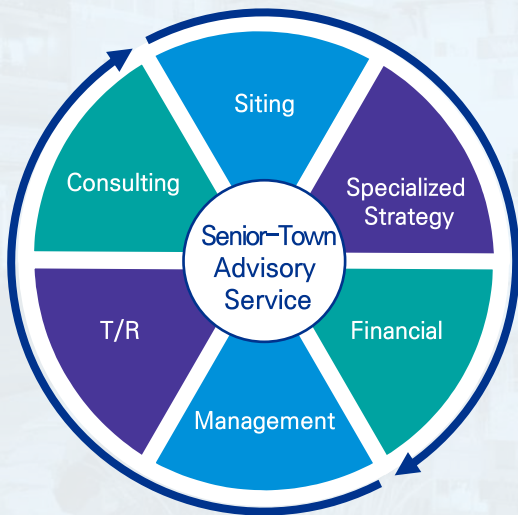 Siting
Specialized
Strategy
Financial
Management
T/R
Consulting
Senior-Town
Advisory
Service